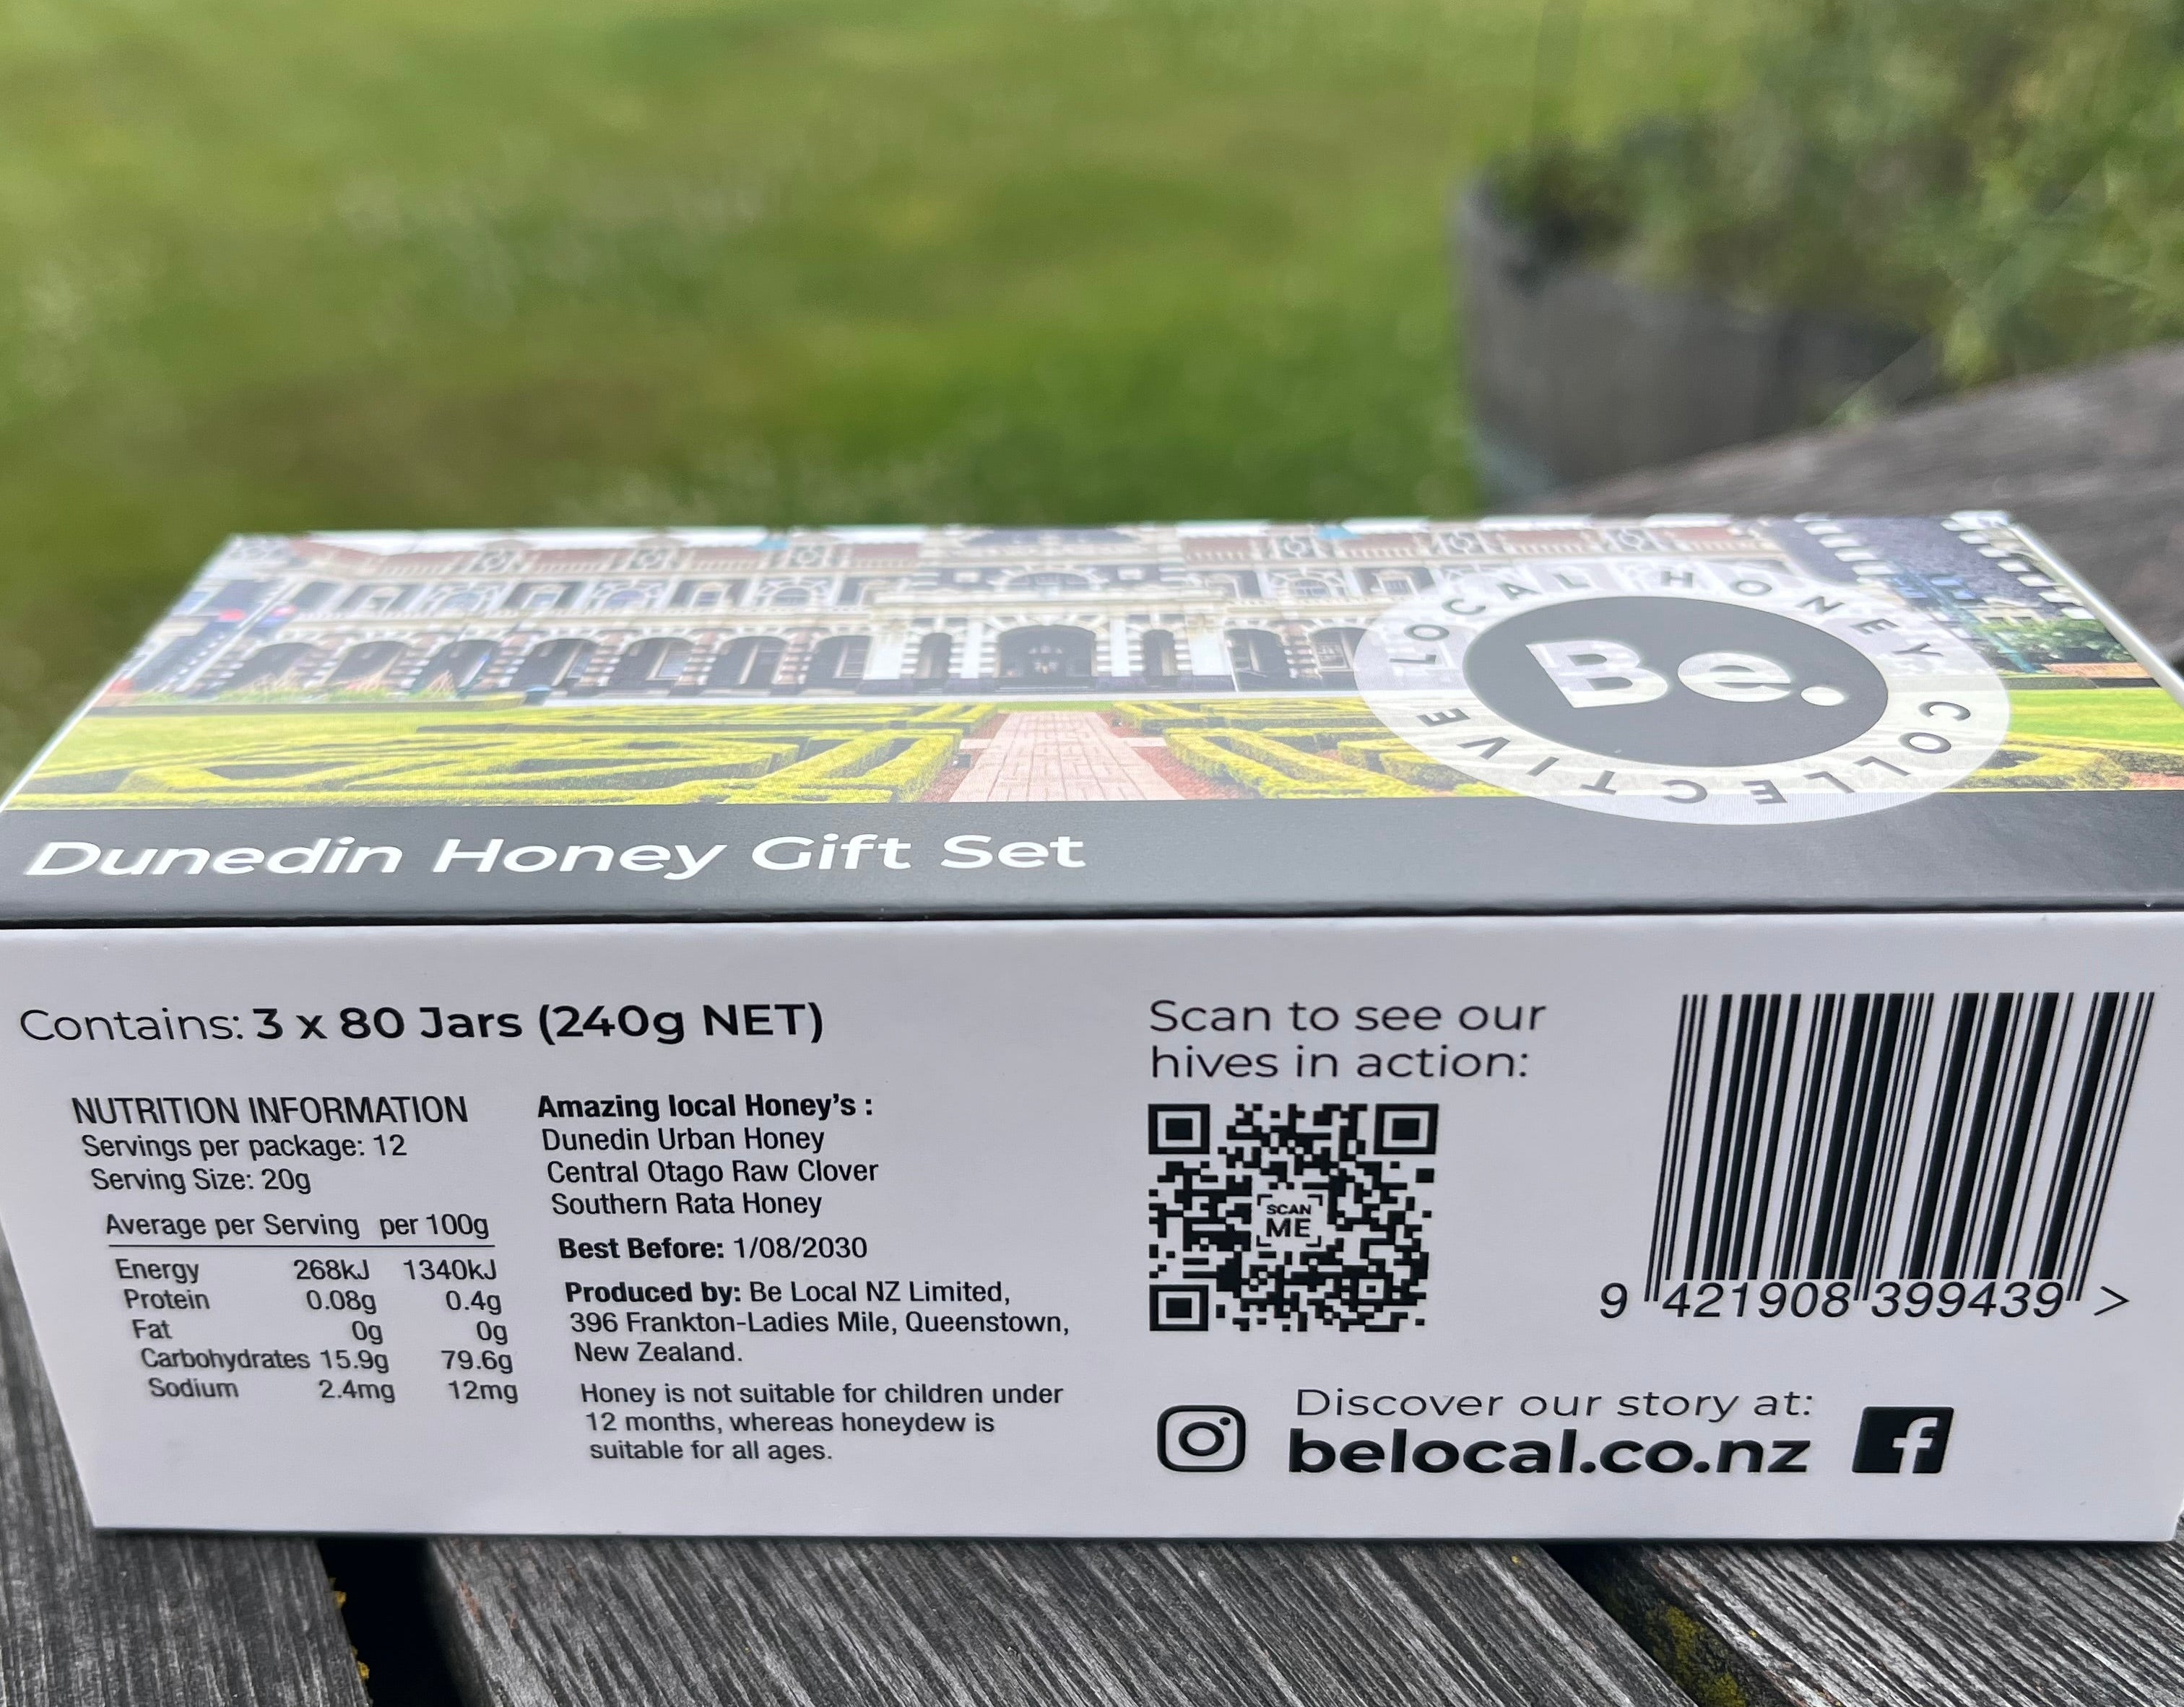 LOCAL HONEY COLLECTIVE
Be.
Dunedin Honey Gift Set
Contains: 3 x 80 Jars (240g NET)
NUTRITION INFORMATION
Servings per package: 12
Serving Size: 20g
Average per Serving per 100g
Energy 268kJ 1340kJ
Protein 0.08g 0.4g
Fat 0g 0g
Carbohydrates 15.9g 79.6g
Sodium 2.4mg 12mg
Amazing local Honey's :
Dunedin Urban Honey
Central Otago Raw Clover
Southern Rata Honey
Best Before: 1/08/2030
Produced by: Be Local NZ Limited,
396 Frankton-Ladies Mile, Queenstown,
New Zealand.
Honey is not suitable for children under
12 months, whereas honeydew is
suitable for all ages.
Scan to see our
hives in action:
SCAN
ME
9 421908 399439 >
Discover our story at:
belocal.co.nz